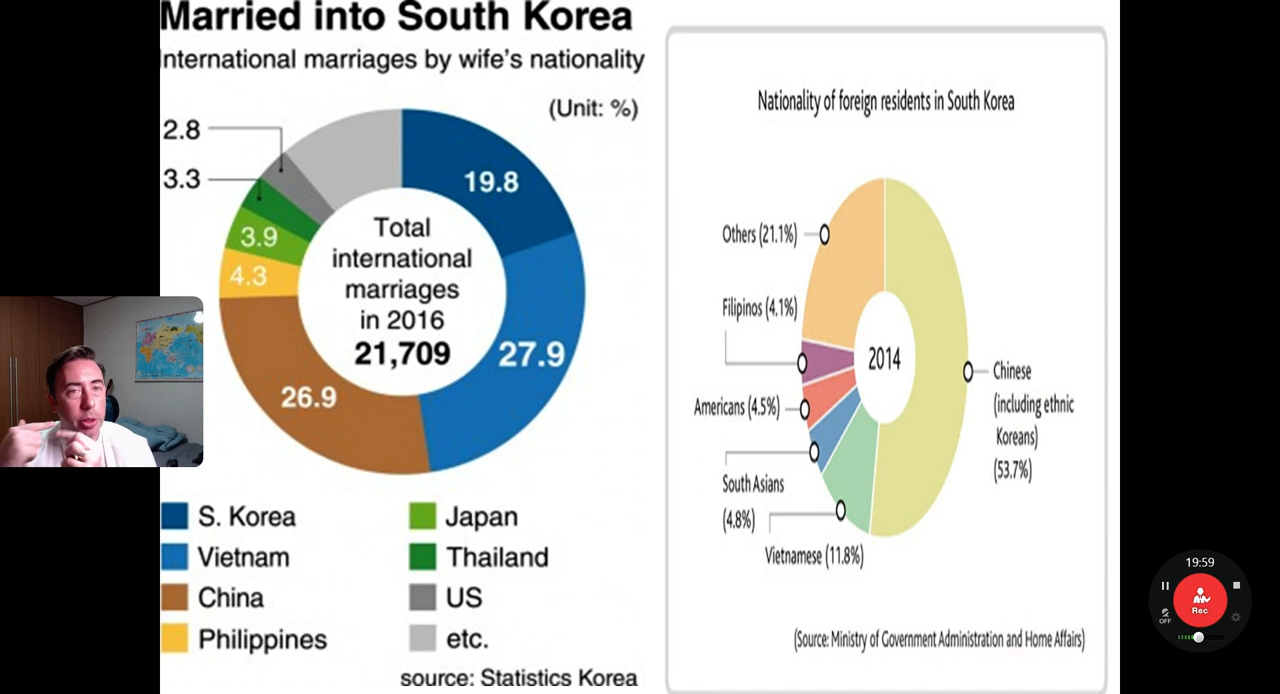 Married into South Korea
International marriages by wife's nationality
(Unit: %)
2.8
3.3
3.9
4.3
26.9
27.9
19.8
Total
international
marriages
in 2016
21,709
S. Korea
Vietnam
China
Philippines
Japan
Thailand
US
etc.
source: Statistics Korea
Nationality of foreign residents in South Korea
Others (21.1%)
Filipinos (4.1%)
Americans (4.5%)
South Asians
(4.8%)
Vietnamese (11.8%)
2014
Chinese
(including ethnic
Koreans)
(53.7%)
(Source: Ministry of Government Administration and Home Affairs)
19:59
Rec
OFF